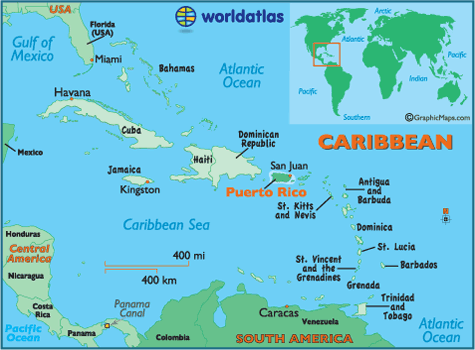 USA
worldatlas
Florida
(USA)
Gulf of
Mexico
Miami
Bahamas
Atlantic
Ocean
Arctic
Atlantic
Pacific
Indian
Pacific
Southern
©GraphicMaps.com
Havana
Cuba
Mexico
Dominican
Republic
CARIBBEAN
Haiti
San Juan
Jamaica
Kingston
Puerto Rico
Antigua
and
Barbuda
St. Kitts
and Nevis
Caribbean Sea
Dominica
St. Lucia
Honduras
Central
America
400 mi
400 km
St. Vincent
and the
Grenadines
Barbados
Nicaragua
Grenada
Costa
Rica
Panama
Canal
Trinidad
and
Tobago
Caracas
Pacific
Ocean
Panama
Colombia
Venezuela
SOUTH AMERICA
Atlantic
Ocean